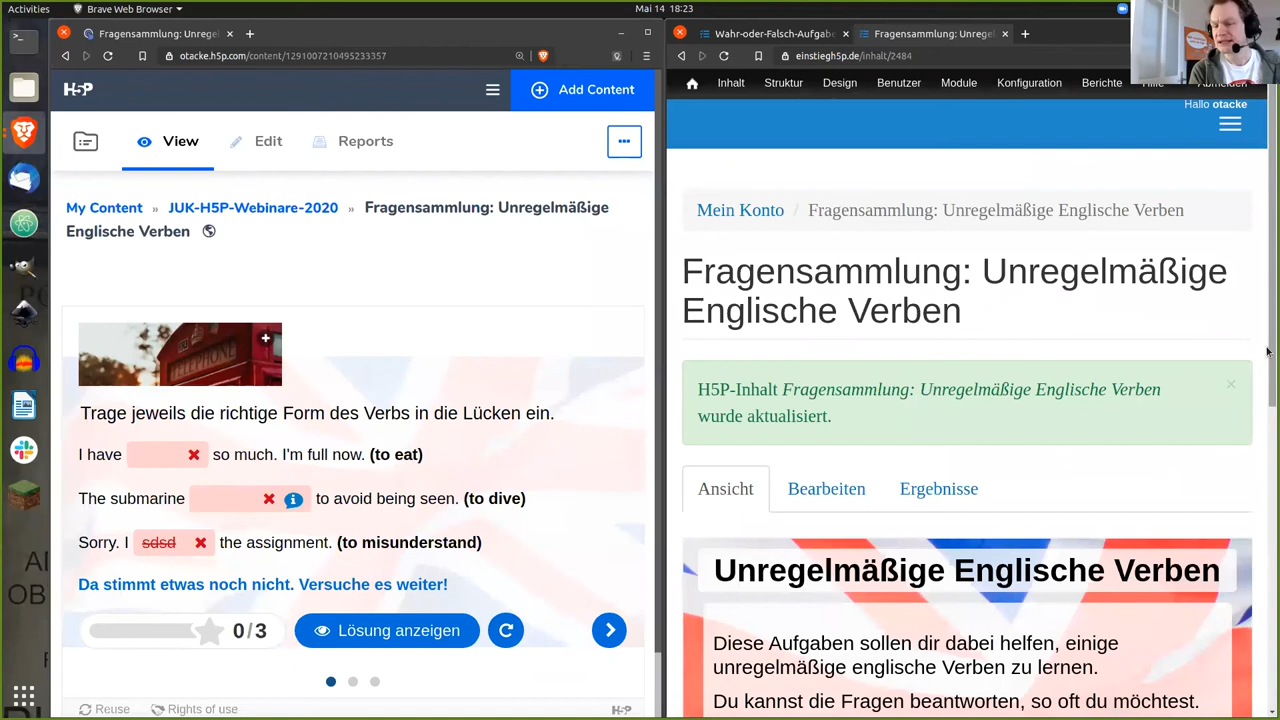 Activities
Brave Web Browser
Mai 14 18:23
Fragensammlung: Unrege
otacke.h5p.com/content/1291007210495233357
H5P
Add Content
View
Edit
Reports
My Content » JUK-H5P-Webinare-2020 » Fragensammlung: Unregelmäßige
Englische Verben
TELEPHONE
Trage jeweils die richtige Form des Verbs in die Lücken ein.
I have so much. I'm full now. (to eat)
The submarine to avoid being seen. (to dive)
Sorry. I sdsd the assignment. (to misunderstand)
Da stimmt etwas noch nicht. Versuche es weiter!
0/3
Lösung anzeigen
Reuse
Rights of use
H5P
Wahr-oder-Falsch-Aufgab
Fragensammlung: Unregel
einstiegh5p.de/inhalt/2484
Inhalt
Struktur
Design
Benutzer
Module
Konfiguration
Berichte
Hallo otacke
Mein Konto / Fragensammlung: Unregelmäßige Englische Verben
Fragensammlung: Unregelmäßige
Englische Verben
H5P-Inhalt Fragensammlung: Unregelmäßige Englische Verben
wurde aktualisiert.
Ansicht
Bearbeiten
Ergebnisse
Unregelmäßige Englische Verben
Diese Aufgaben sollen dir dabei helfen, einige
unregelmäßige englische Verben zu lernen.
Du kannst die Fragen beantworten, so oft du möchtest.